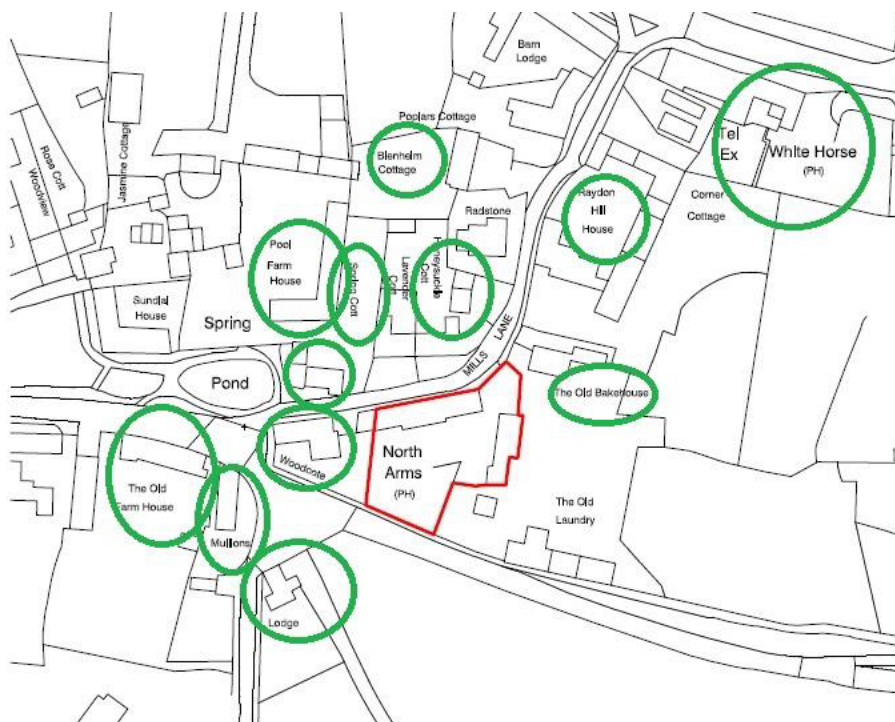 Barn
Lodge
Poplars Cottage
Tel
Ex
White Horse
(PH)
Blenheim
Cottage
Rose Cott
Woodview
Jasmine Cottage
Raydon
Hill
House
Corner
Cottage
Radstone
Pool
Farm
House
Lavender
Cott
Honeysuckle
Cott
Sundial
House
Spring
MILLS LANE
Pond
The Old Bakehouse
North
Arms
(PH)
Woodcote
The Old
Farm House
The Old
Laundry
Mullions
Lodge